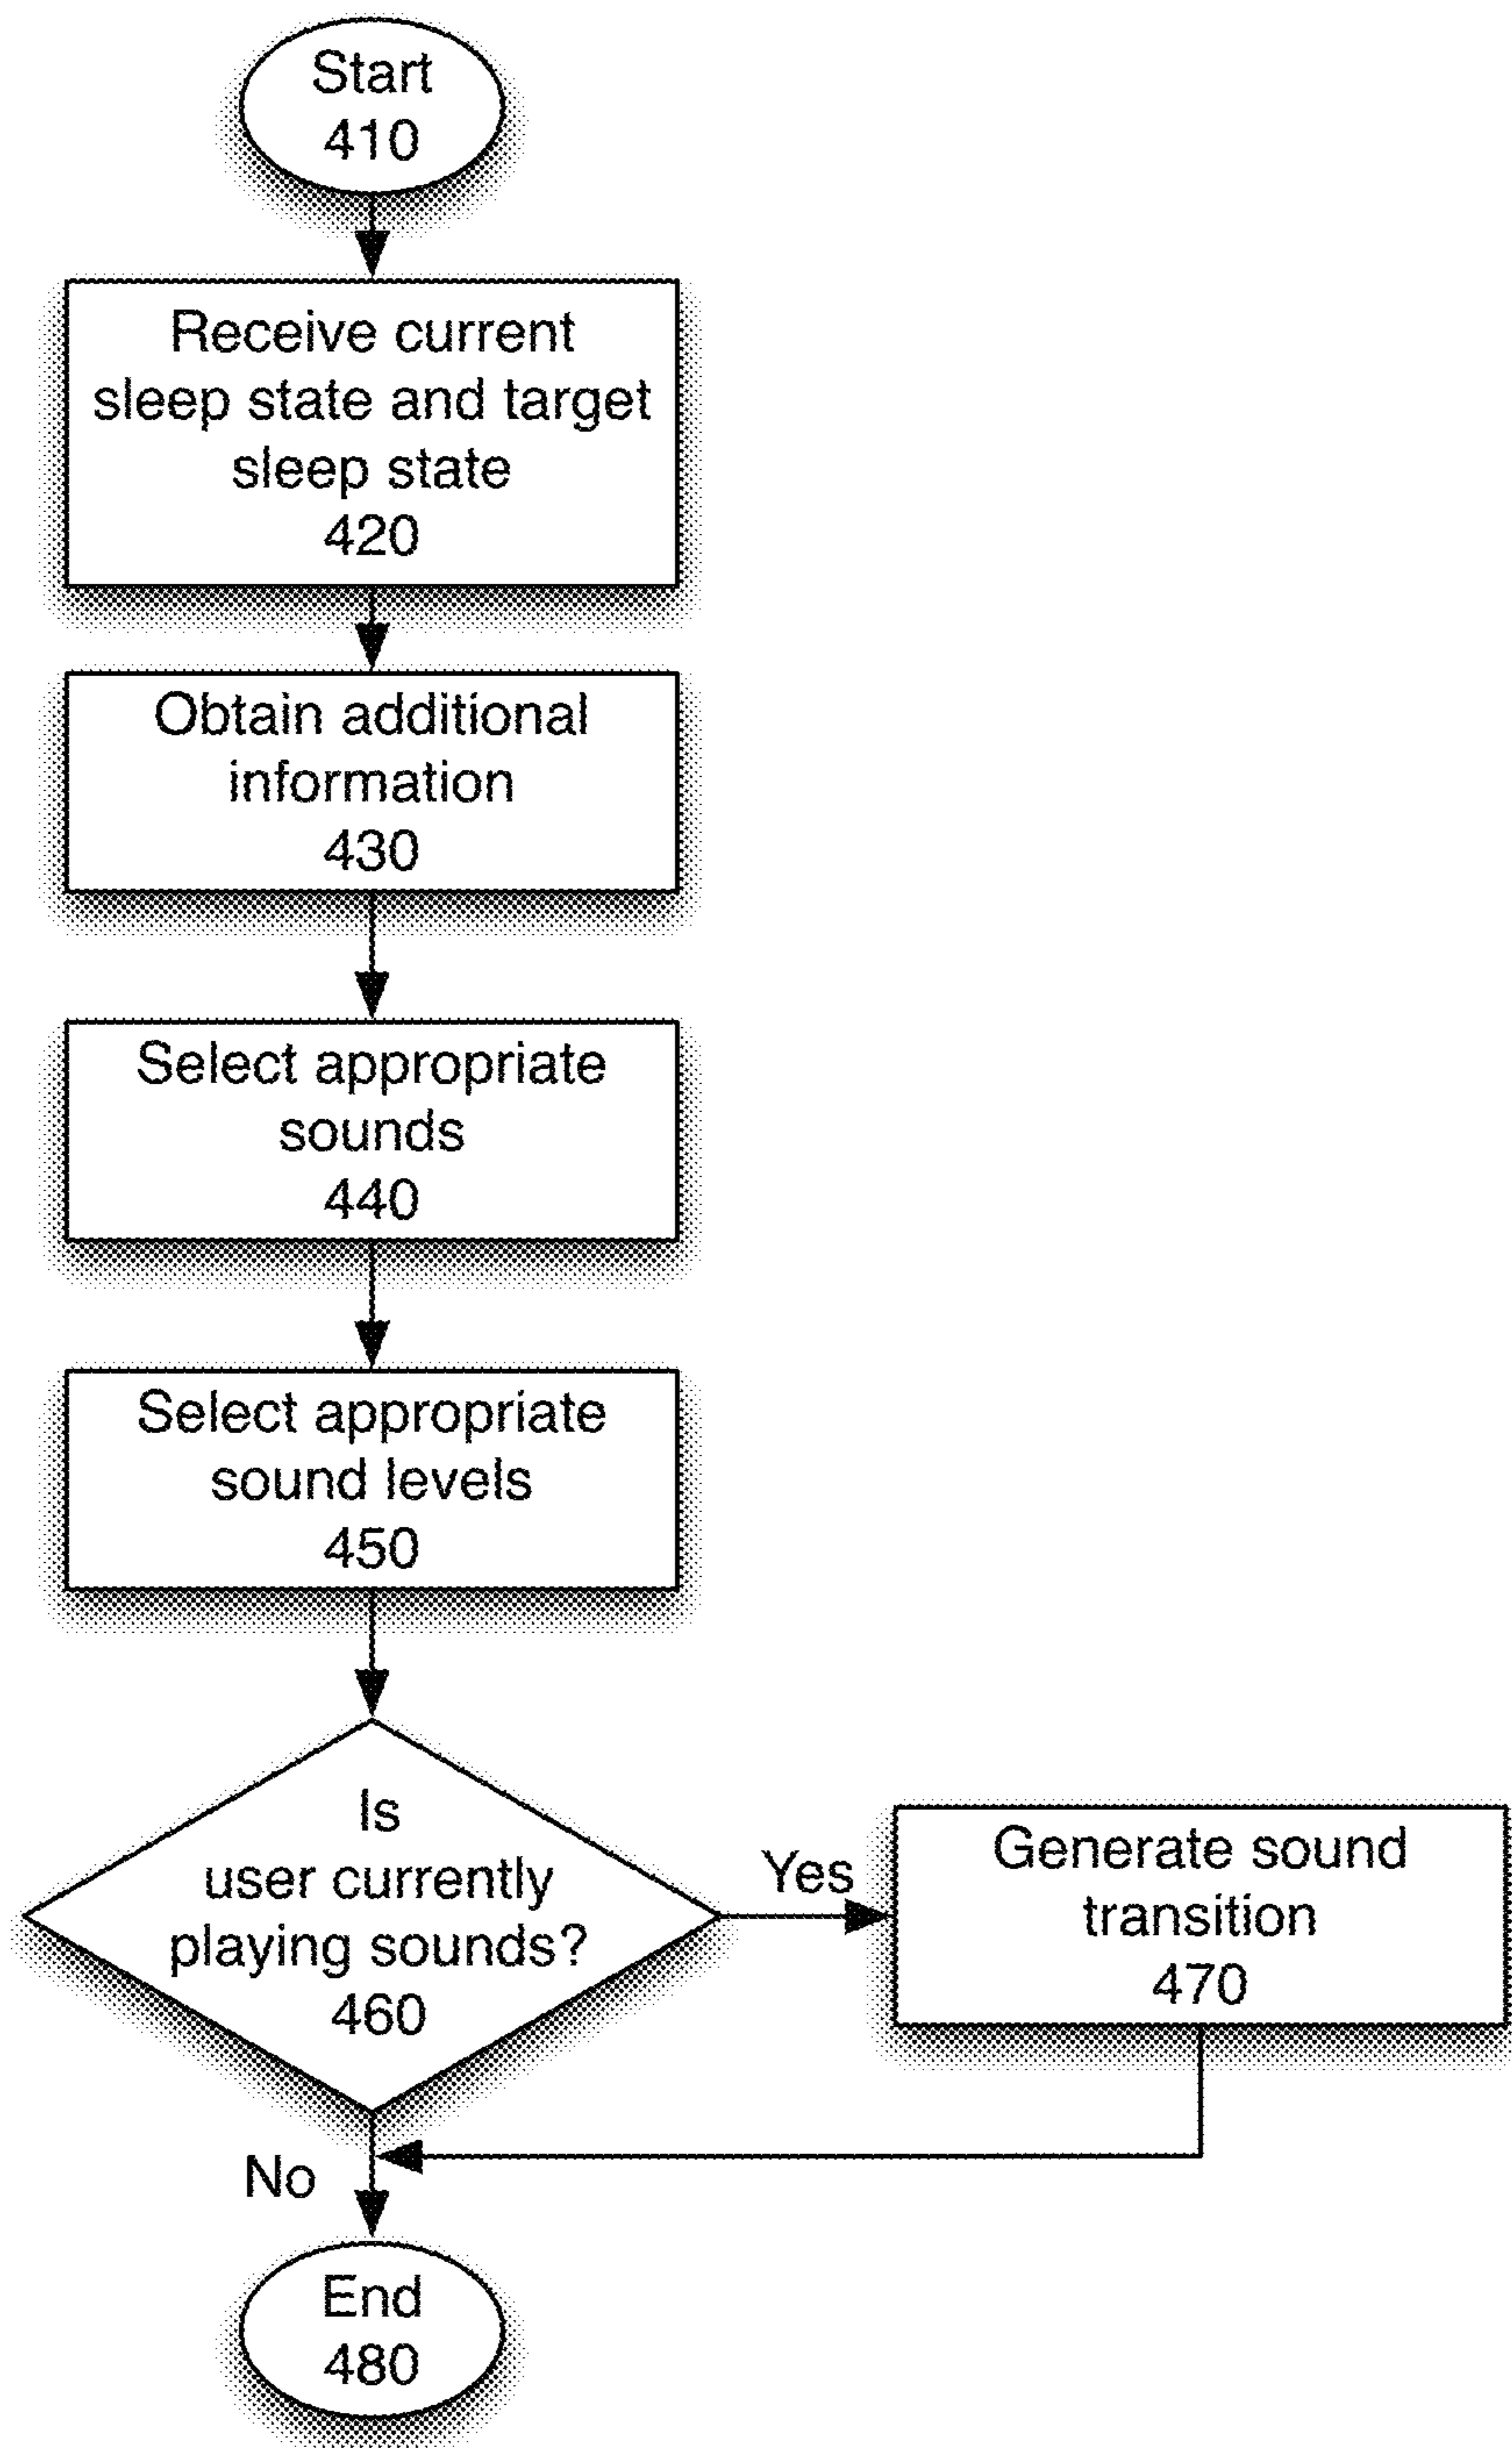 Start
410
Receive current
sleep state and target
sleep state
420
Obtain additional
information
430
Select appropriate
sounds
440
Select appropriate
sound levels
450
Is
user currently
playing sounds?
460
Yes
Generate sound
transition
470
No
End
480